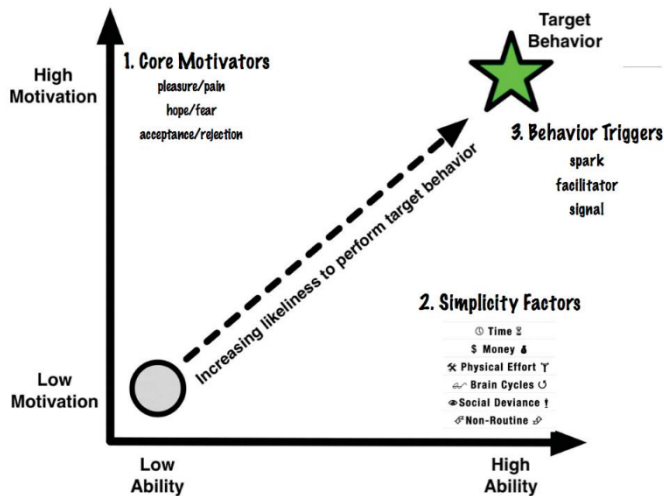 Target
Behavior
High
Motivation
1. Core Motivators
pleasure/pain
hope/fear
acceptance/rejection
3. Behavior Triggers
spark
facilitator
signal
Increasing likeliness to perform target behavior
2. Simplicity Factors
Time
$ Money
Physical Effort
Brain Cycles
Social Deviance
Non-Routine
Low
Motivation
Low
Ability
High
Ability